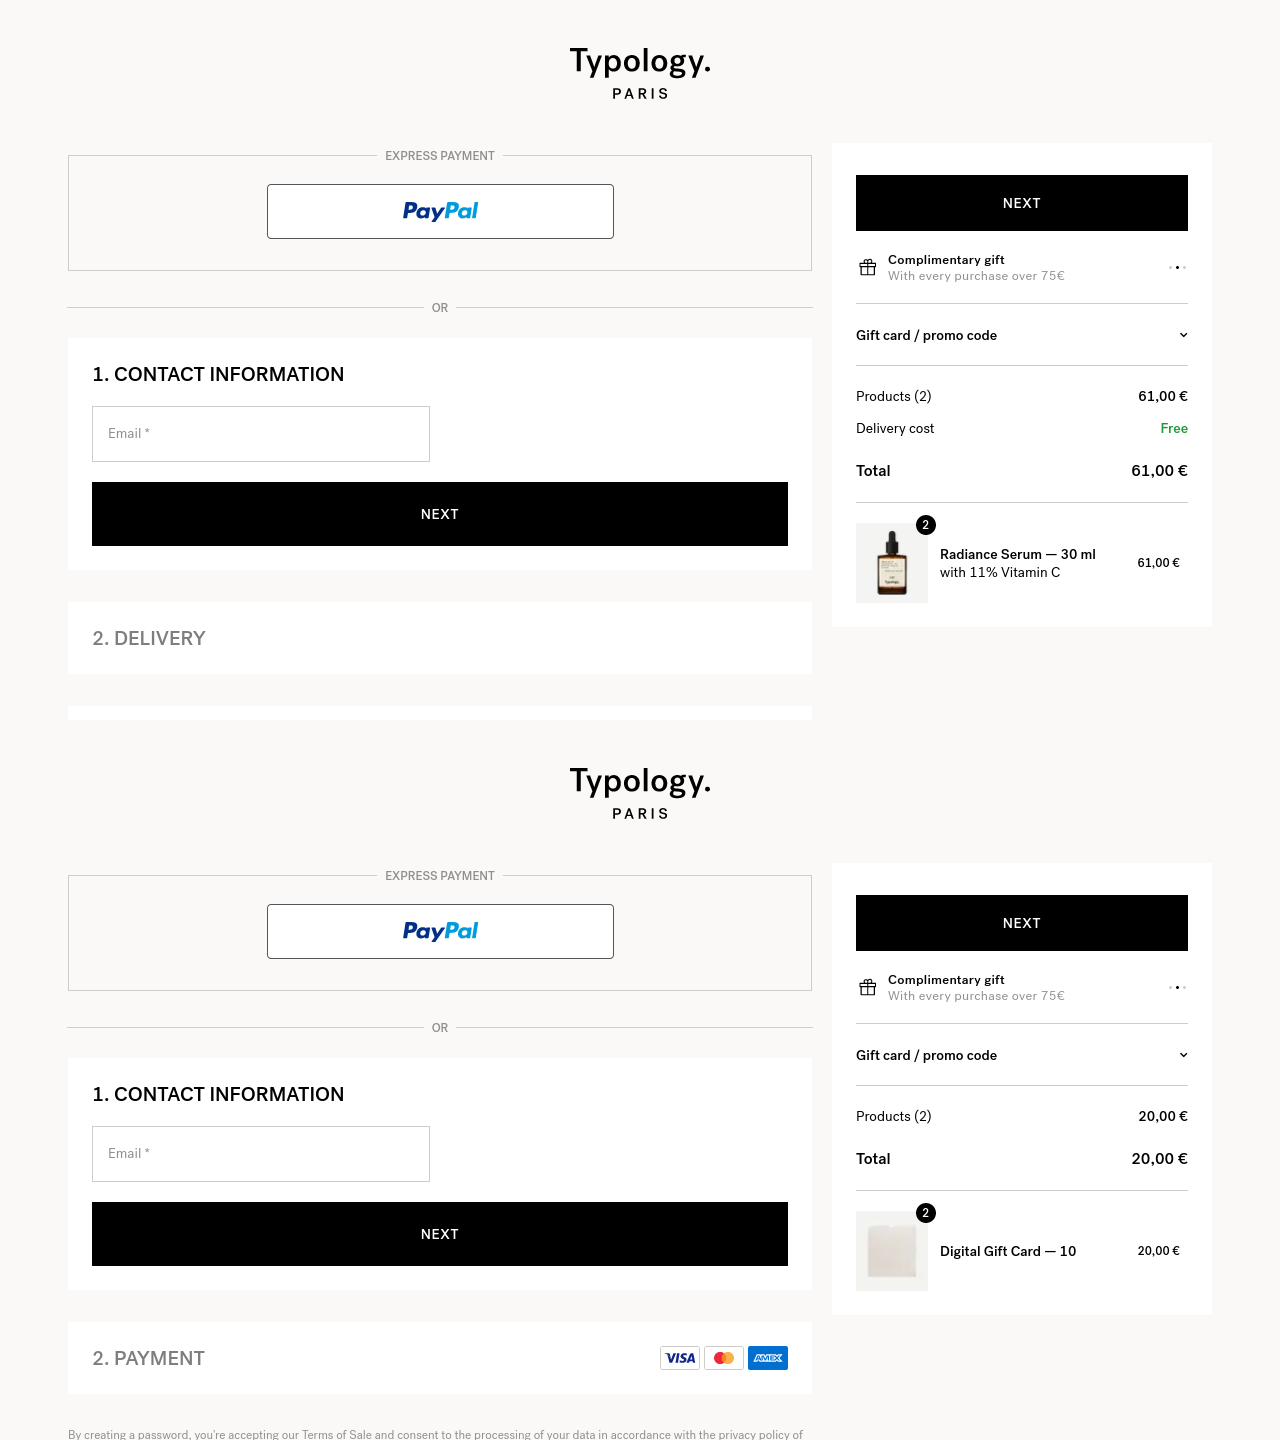 Typology.
PARIS
EXPRESS PAYMENT
PayPal
OR
1. CONTACT INFORMATION
Email *
NEXT
2. DELIVERY
NEXT
Complimentary gift
With every purchase over 75€
Gift card / promo code
Products (2) 61,00 €
Delivery cost Free
Total 61,00 €
2
Typology.
Radiance Serum — 30 ml
with 11% Vitamin C
61,00 €
Typology.
PARIS
EXPRESS PAYMENT
PayPal
OR
1. CONTACT INFORMATION
Email *
NEXT
2. PAYMENT
VISA
AMEX
By creating a password, you're accepting our Terms of Sale and consent to the processing of your data in accordance with the privacy policy of
NEXT
Complimentary gift
With every purchase over 75€
Gift card / promo code
Products (2) 20,00 €
Total 20,00 €
2
Digital Gift Card — 10
20,00 €